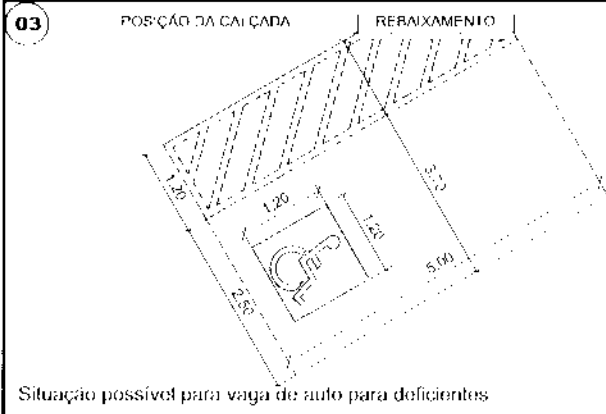 03
POSIÇÃO DA CALÇADA
REBAIXAMENTO
1.20
1.20
1.20
2.50
5.00
Situação possível para vaga de auto para deficientes